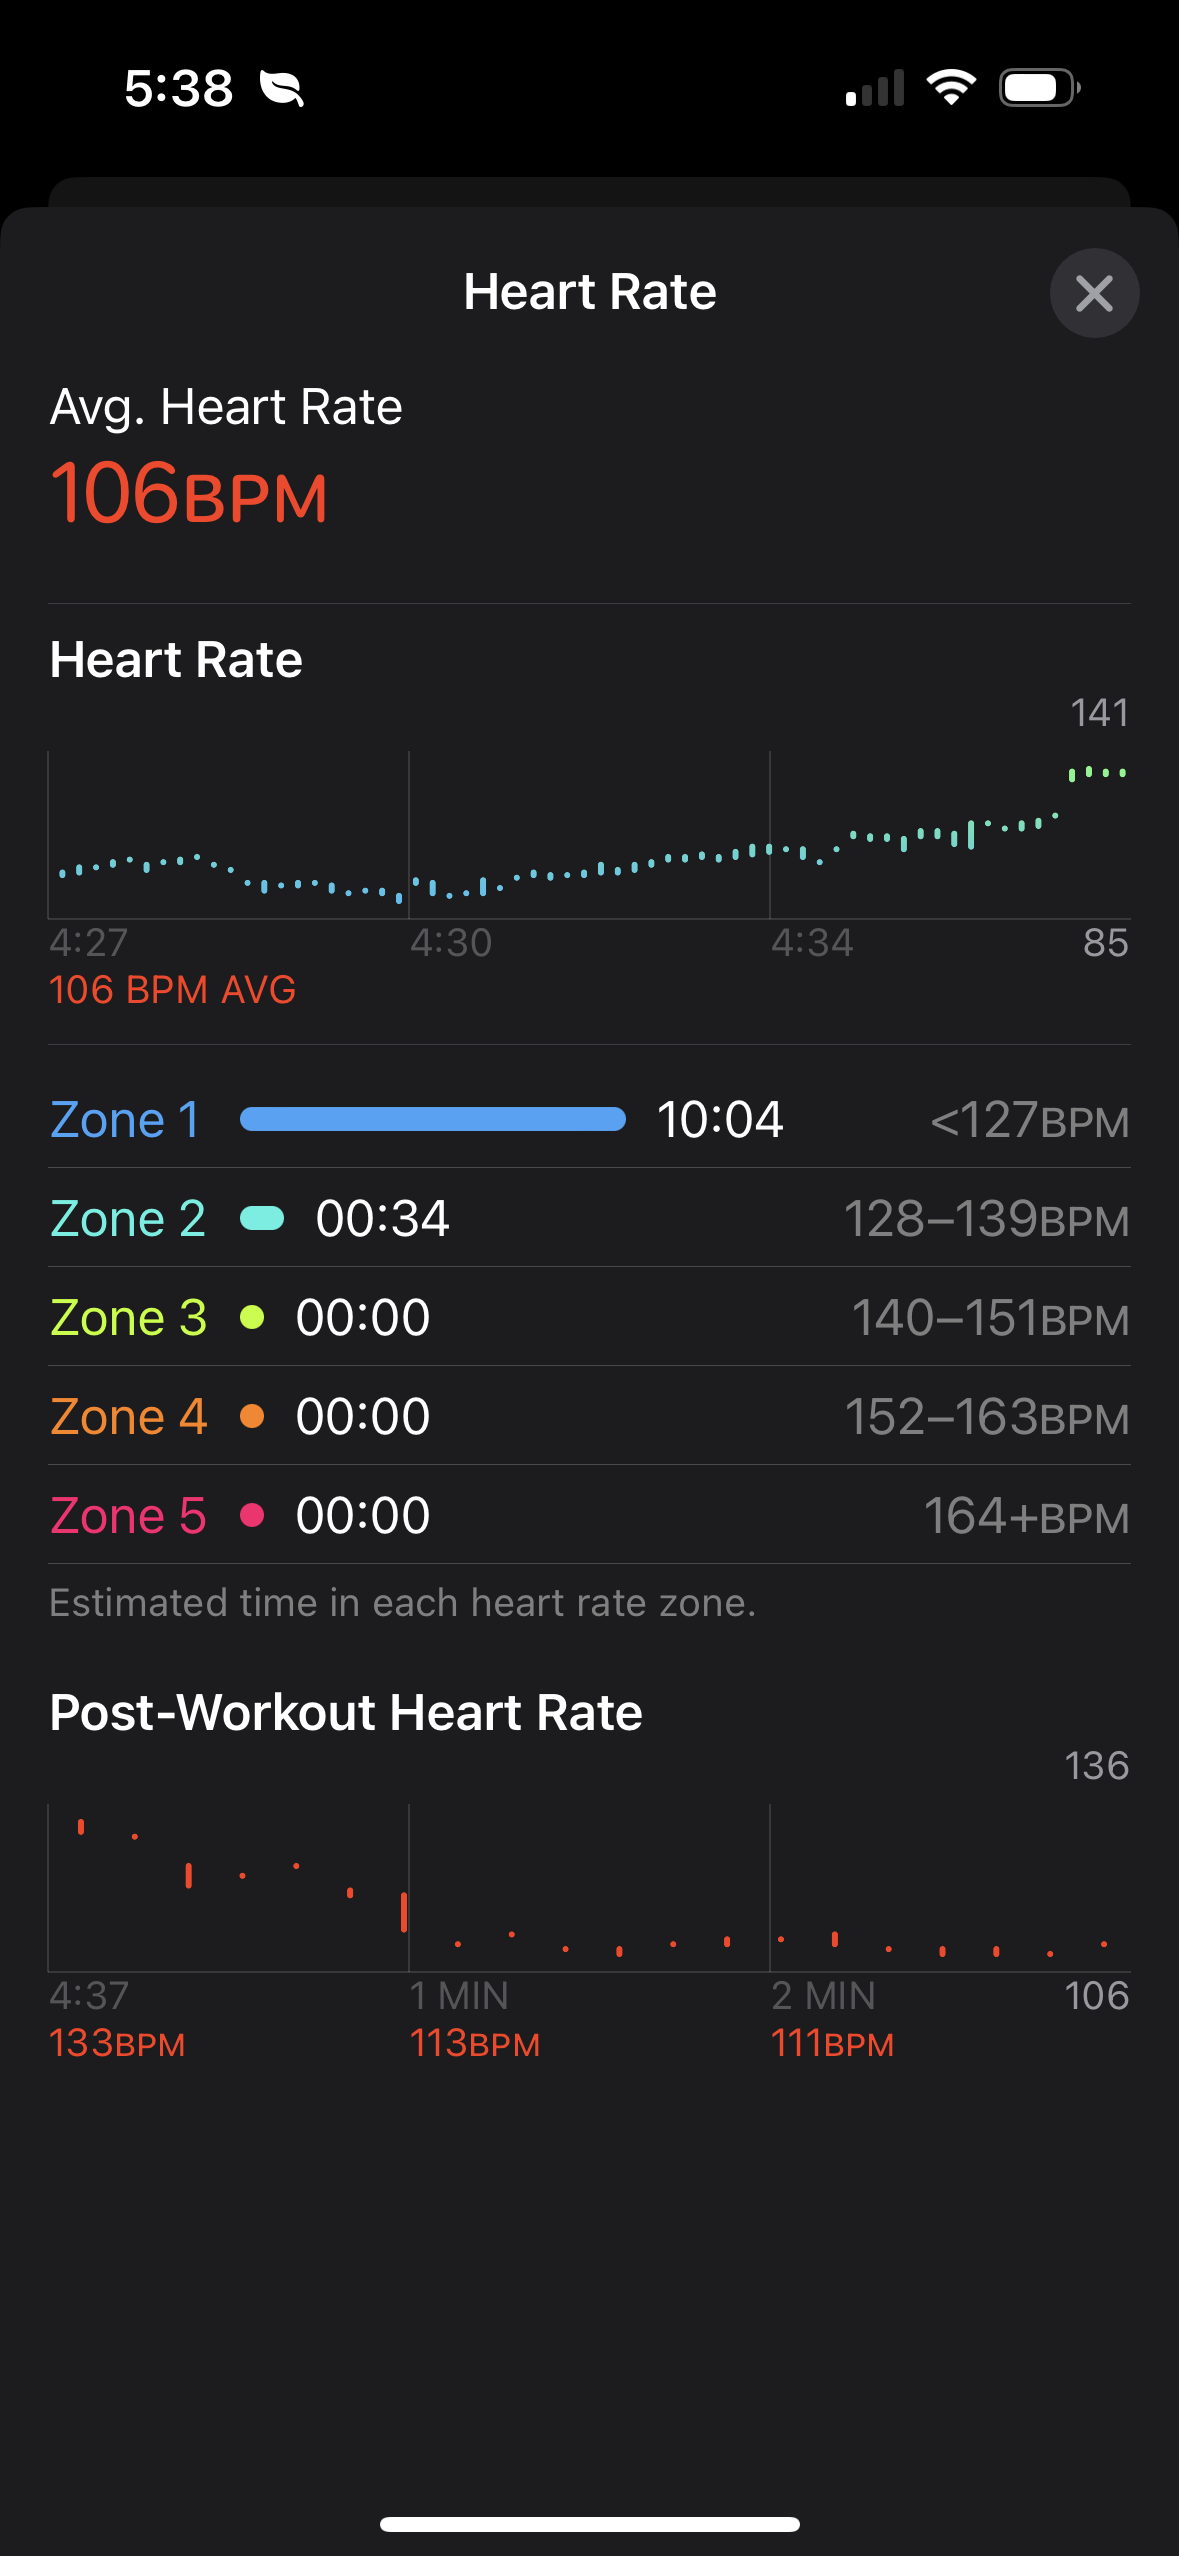 5:38
Heart Rate
Avg. Heart Rate
106BPM
Heart Rate
141
4:27 4:30 4:34 85
106 BPM AVG
Zone 1 10:04 <127BPM
Zone 2 00:34 128–139BPM
Zone 3 00:00 140–151BPM
Zone 4 00:00 152–163BPM
Zone 5 00:00 164+BPM
Estimated time in each heart rate zone.
Post-Workout Heart Rate
136
4:37 1 MIN 2 MIN 106
133BPM 113BPM 111BPM